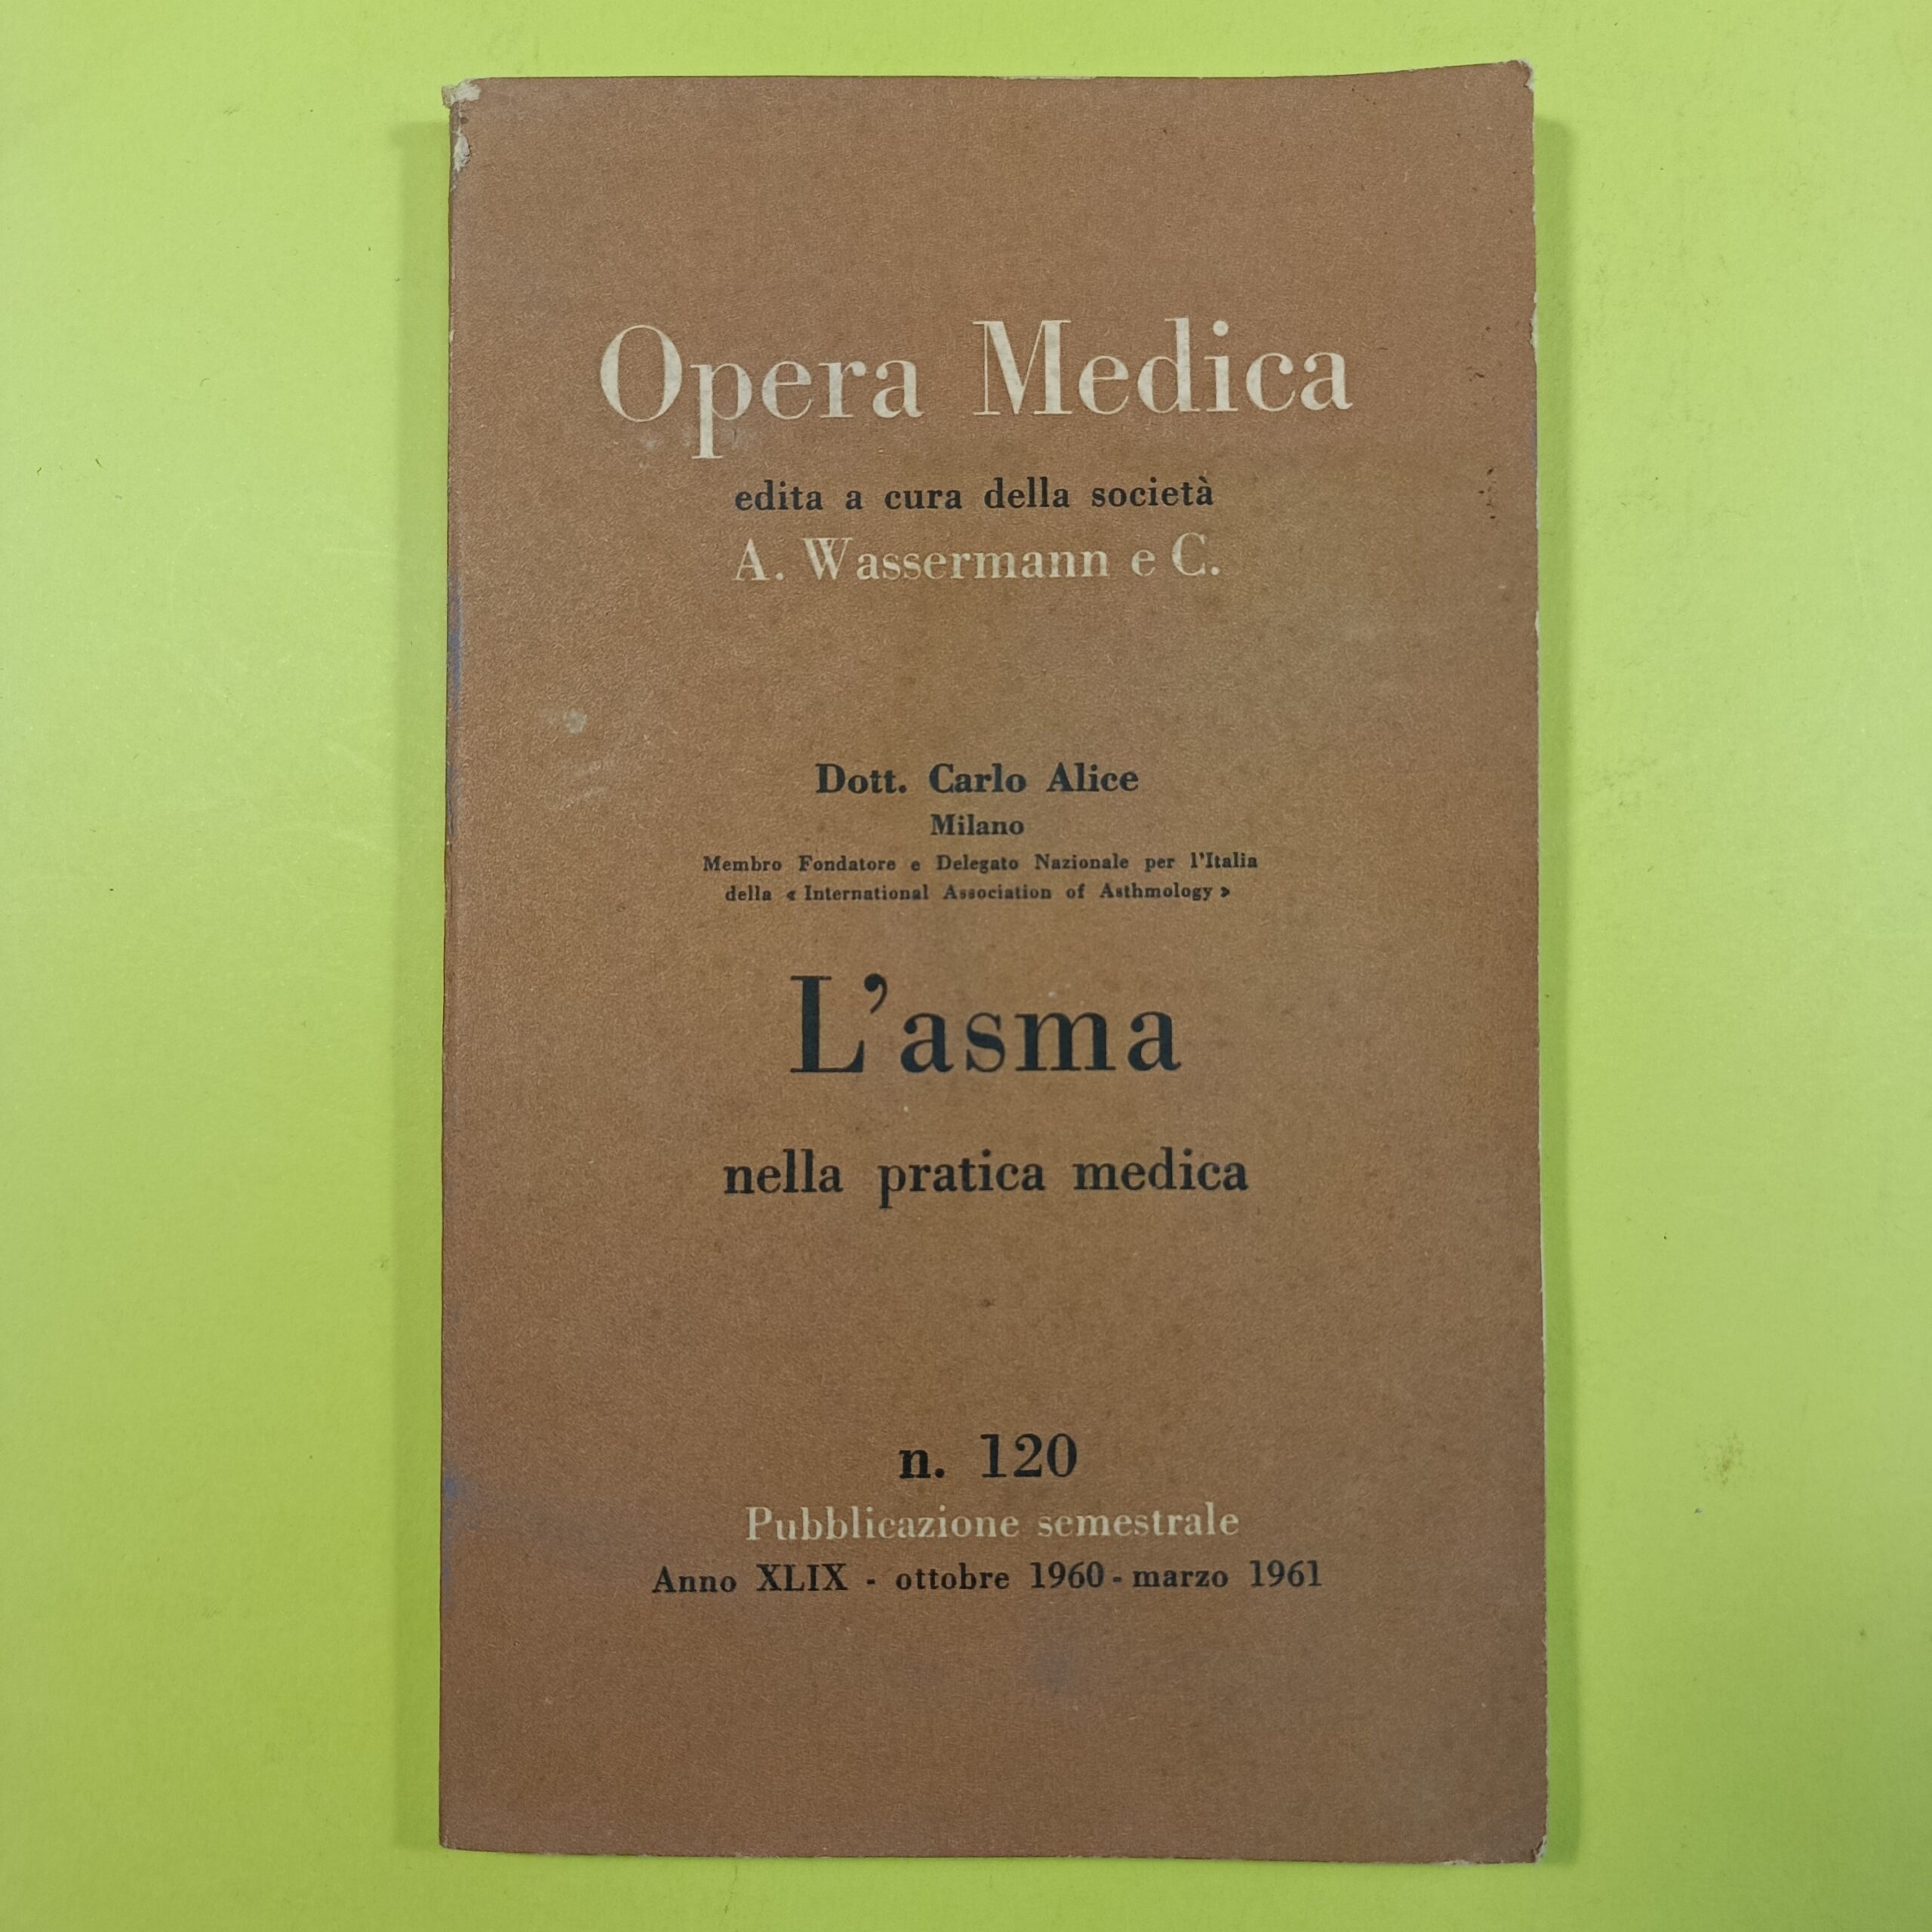 Opera Medica
edita a cura della società
A. Wassermann e C.
Dott. Carlo Alice
Milano
Membro Fondatore e Delegato Nazionale per l'Italia
della « International Association of Asthmology »
L'asma
nella pratica medica
n. 120
Pubblicazione semestrale
Anno XLIX - ottobre 1960 - marzo 1961